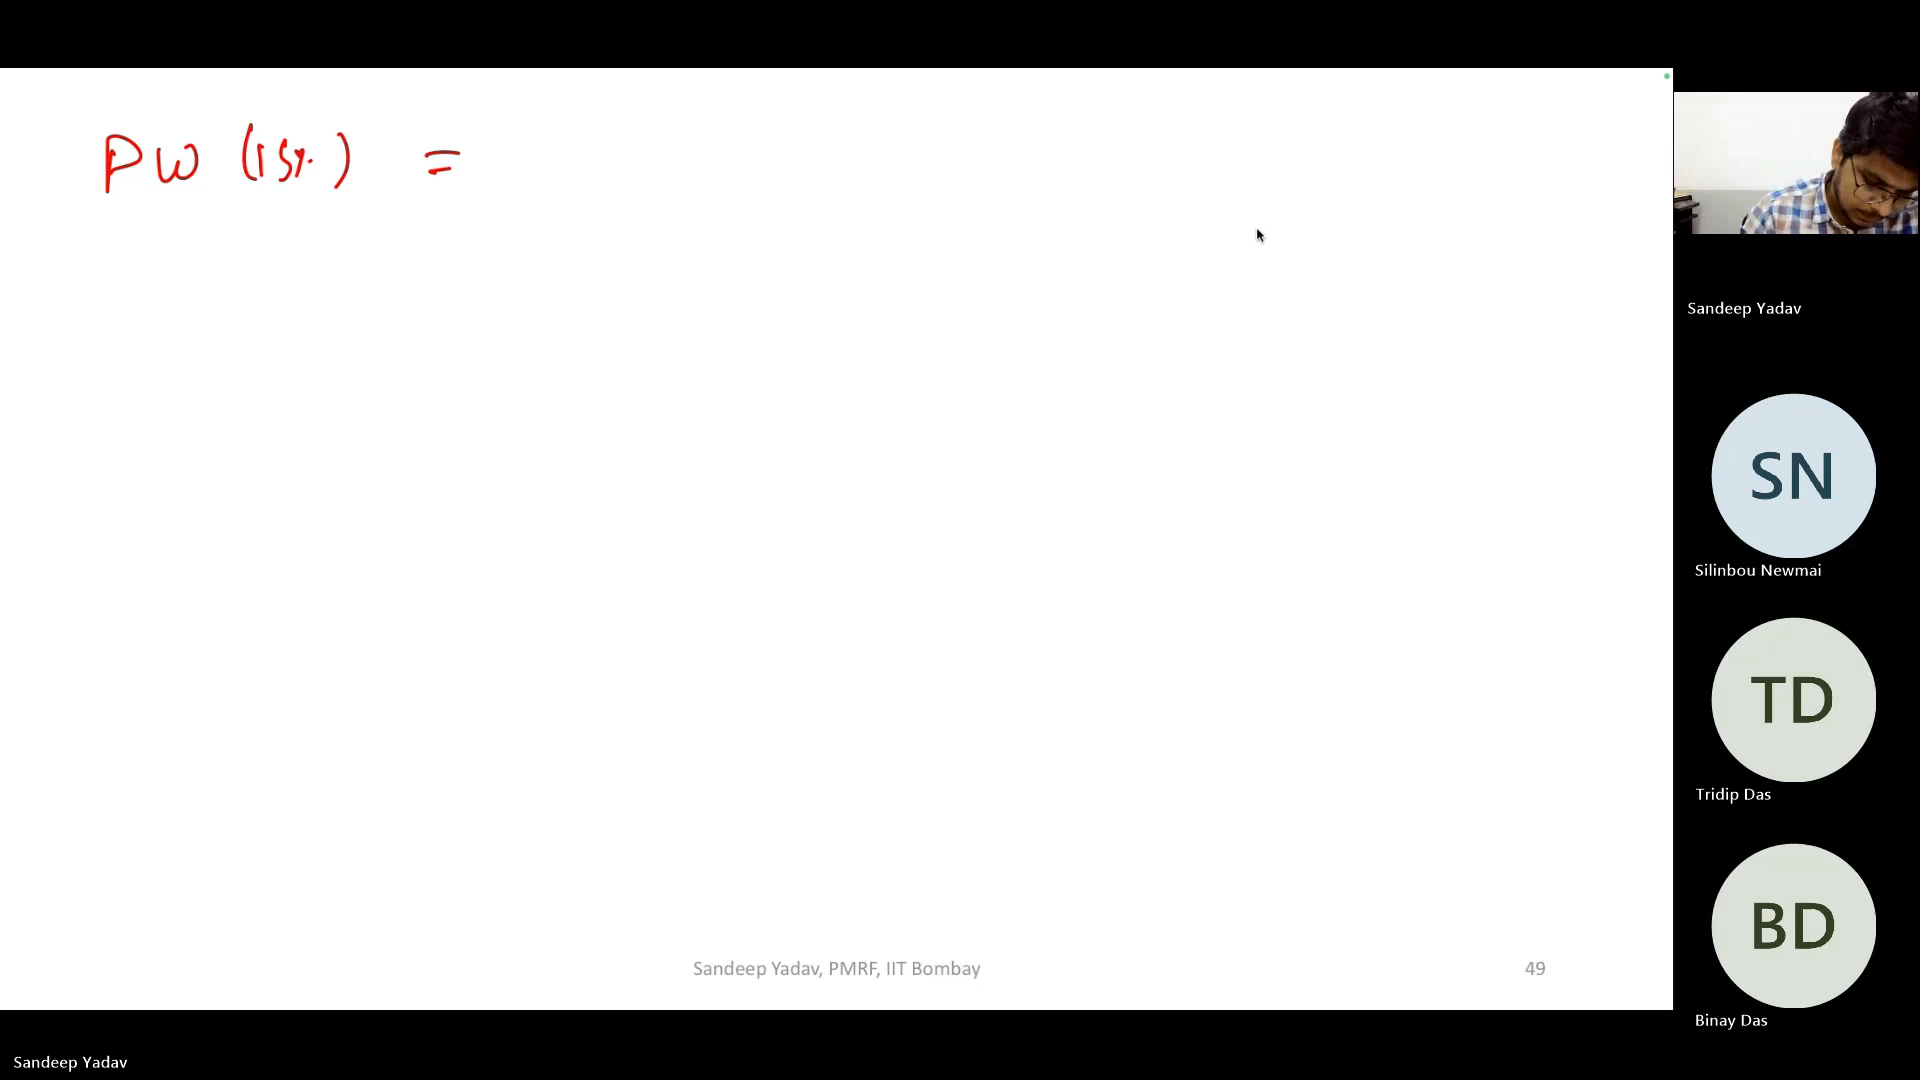 PW (15%) =
Sandeep Yadav
SN
Silinbou Newmai
TD
Tridip Das
BD
Binay Das
Sandeep Yadav, PMRF, IIT Bombay
49
Sandeep Yadav